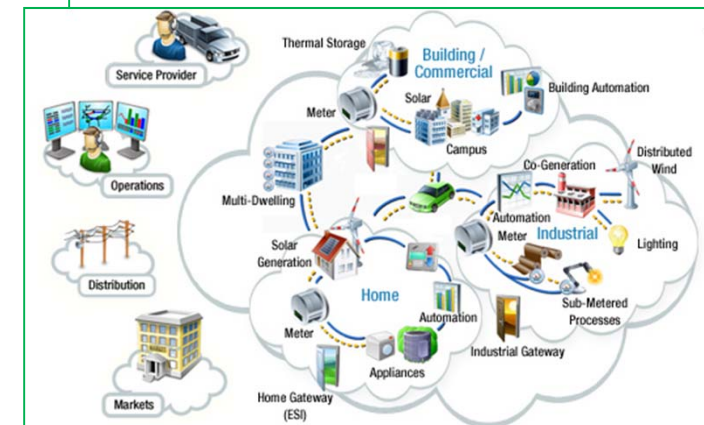 Service Provider
Operations
Distribution
Markets
Thermal Storage
Building /
Commercial
Building Automation
Meter
Solar
Campus
Multi-Dwelling
Co-Generation
Distributed
Wind
Automation
Meter
Industrial
Lighting
Sub-Metered
Processes
Industrial Gateway
Solar
Generation
Home
Meter
Automation
Appliances
Home Gateway
(ESI)